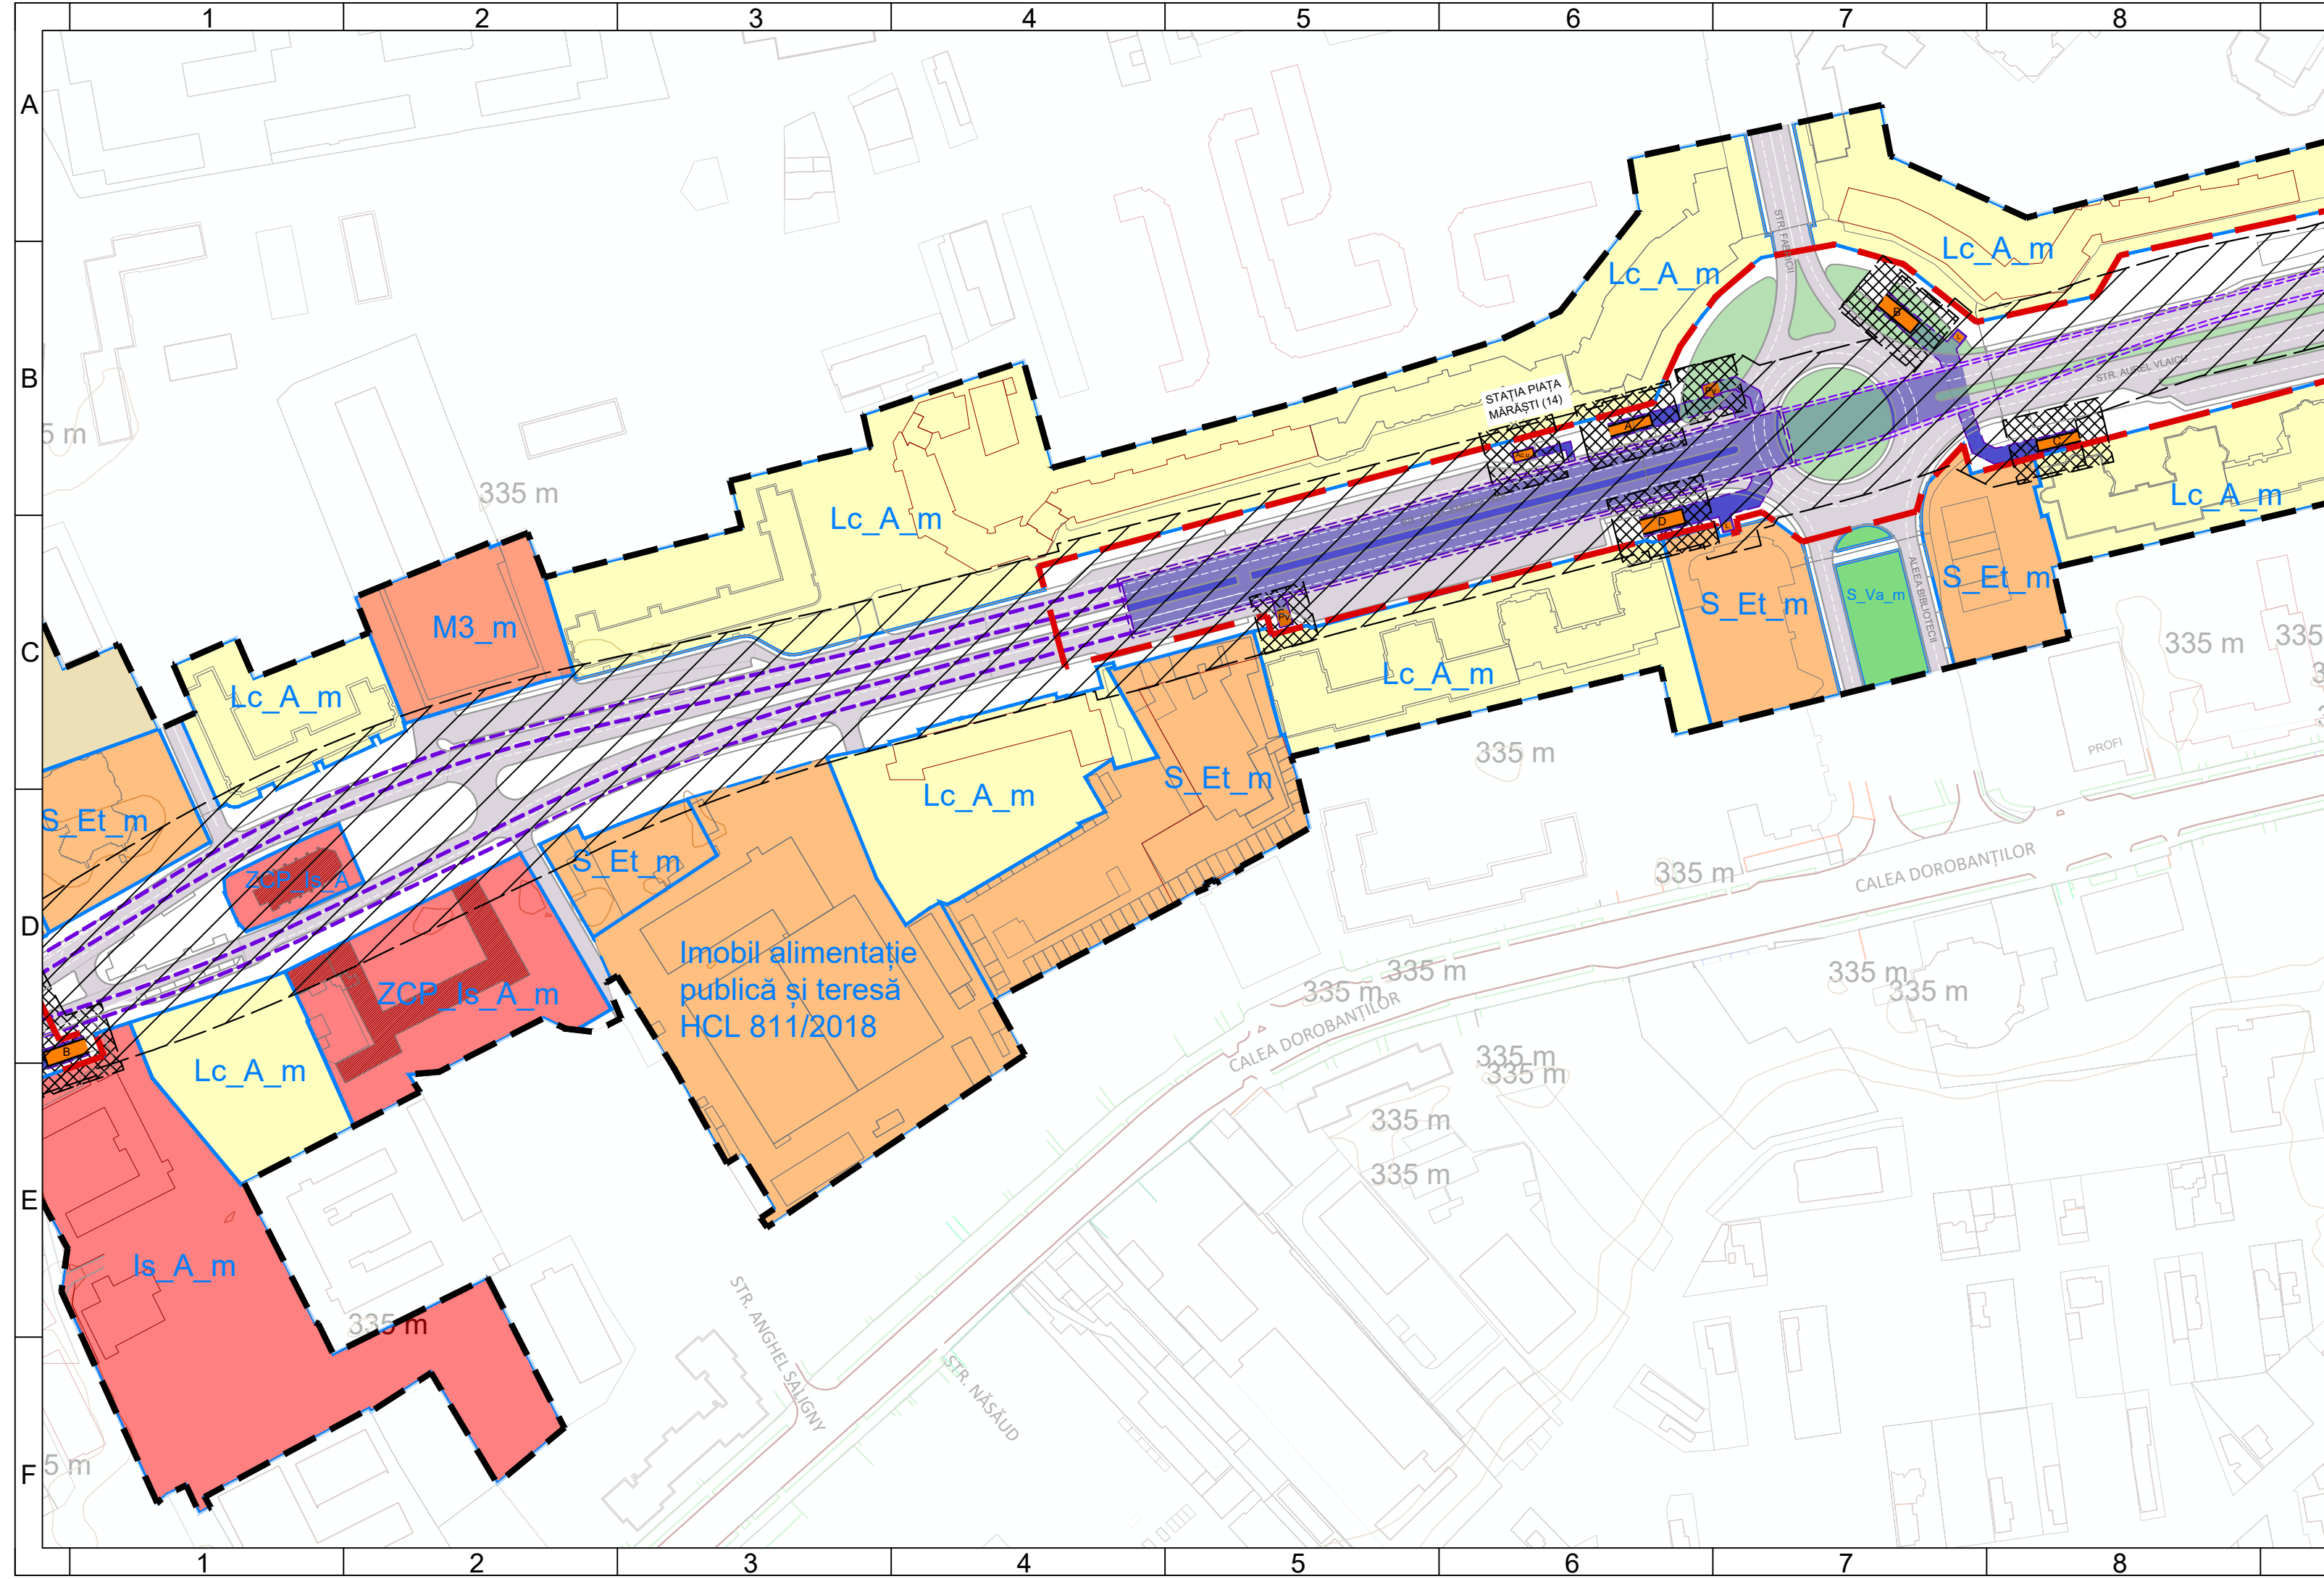 1 2 3 4 5 6 7 8
A
STR. FABRICII
Lc_A_m
Lc_A_m
B
B
L
STR. AUREL VLAICU
STAȚIA PIAȚA
MĂRĂȘTI (14)
Pv
A
C
5 m
335 m
Lc_A_m
Lc_A_m
D
L
S_Et_m
S_Va_m
ALEEA BIBLIOTECII
S_Et_m
C
M3_m
Pv
335 m
335
Lc_A_m
Lc_A_m
335 m
PROFI
S_Et_m
Lc_A_m
S_Et_m
S_Et_m
ZCP_Is_A
335 m
CALEA DOROBANȚILOR
D
Imobil alimentație
publică și teresă
HCL 811/2018
335 m
335 m
335 m
335 m
ZCP_Is_A_m
CALEA DOROBANȚILOR
B
Lc_A_m
335 m
335 m
335 m
335 m
E
Is_A_m
335 m
STR. ANGHEL SALIGNY
STR. NĂSĂUD
F
5 m
1 2 3 4 5 6 7 8